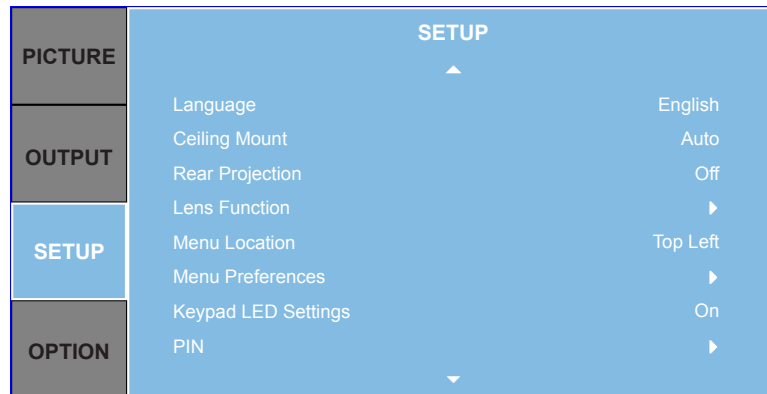 PICTURE
OUTPUT
SETUP
OPTION
SETUP
Language English
Ceiling Mount Auto
Rear Projection Off
Lens Function
Menu Location Top Left
Menu Preferences
Keypad LED Settings On
PIN